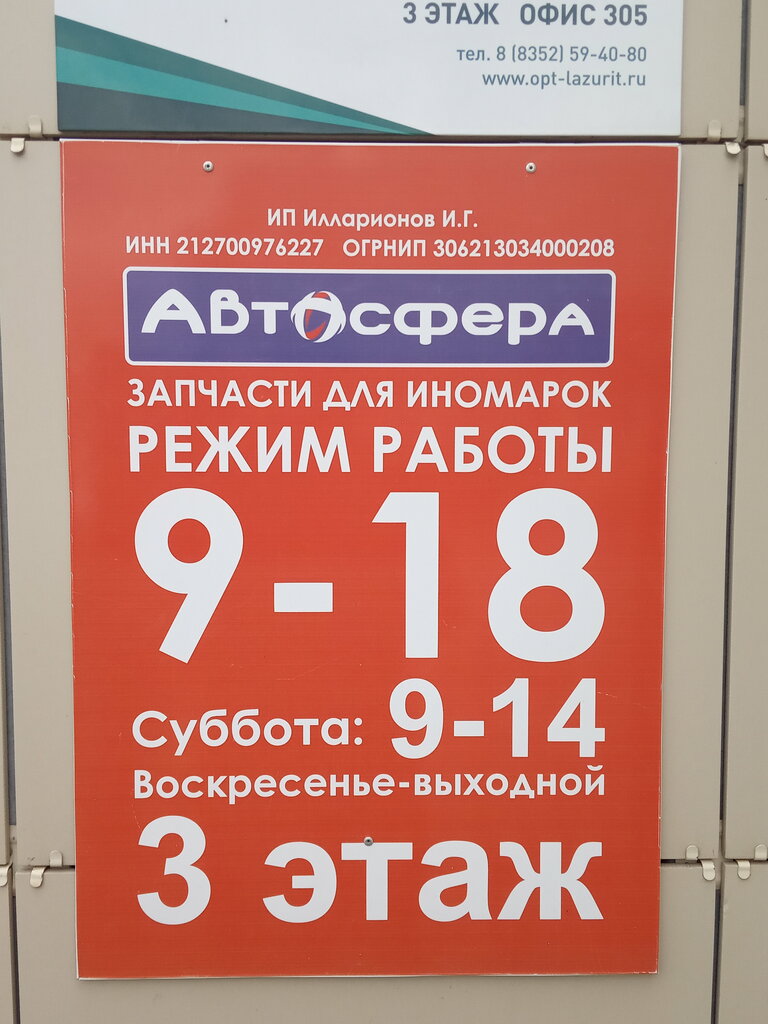 3 ЭТАЖ ОФИС 305
тел. 8 (8352) 59-40-80
www.opt-lazurit.ru
ИП Илларионов И.Г.
ИНН 212700976227 ОГРНИП 306213034000208
АВТОСФЕРА
ЗАПЧАСТИ ДЛЯ ИНОМАРОК
РЕЖИМ РАБОТЫ
9-18
Суббота: 9-14
Воскресенье-выходной
3 этаж